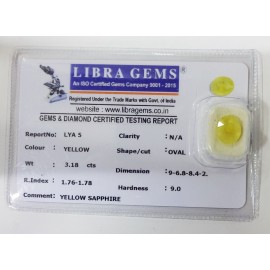 LIBRA GEMS
An ISO Certified Gems Company 9001 - 2015
Registered Under the Trade Marks with Govt. of India
website : www.libragems.co.in
GEMS & DIAMOND CERTIFIED TESTING REPORT
ReportNo. LYA 5 Clarity : N/A
Colour : YELLOW Shape/cut : OVAL
Wt : 3.18 cts Dimension : 9-6.8-8.4-2.
R.Index : 1.76-1.78 Hardness : 9.0
Comment : YELLOW SAPPHIRE